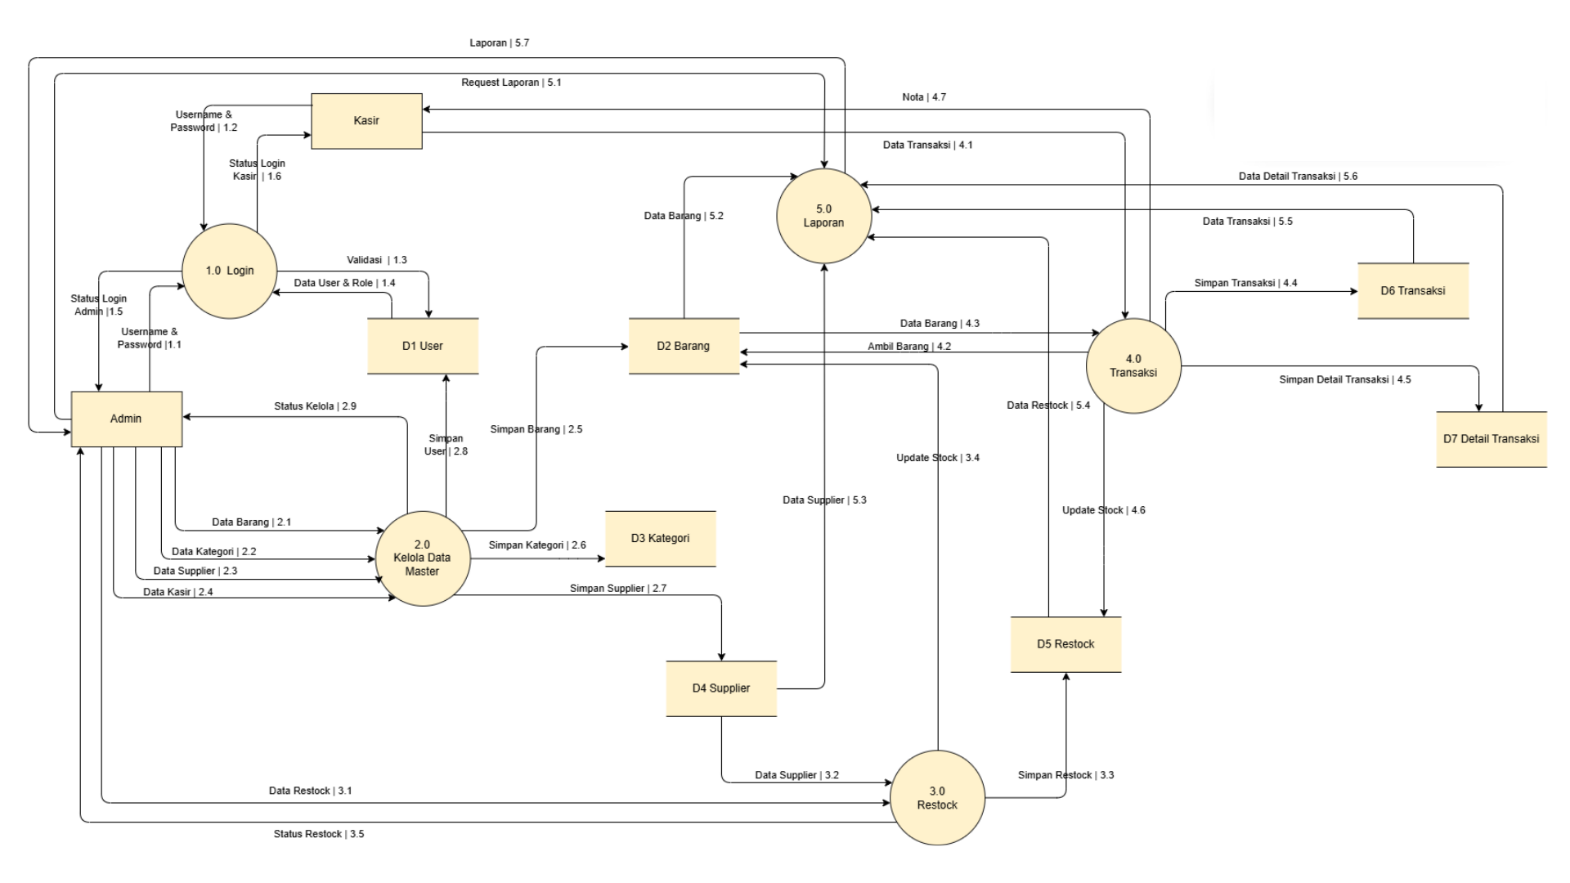 Laporan | 5.7
Request Laporan | 5.1
Nota | 4.7
Username &
Password | 1.2
Kasir
Data Transaksi | 4.1
Status Login
Kasir | 1.6
Data Detail Transaksi | 5.6
Data Barang | 5.2
5.0
Laporan
Data Transaksi | 5.5
1.0 Login
Validasi | 1.3
Data User & Role | 1.4
Simpan Transaksi | 4.4
D6 Transaksi
Status Login
Admin |1.5
Username &
Password |1.1
D1 User
D2 Barang
Data Barang | 4.3
Ambil Barang | 4.2
4.0
Transaksi
Simpan Detail Transaksi | 4.5
Admin
Status Kelola | 2.9
Data Restock | 5.4
Simpan
User | 2.8
Simpan Barang | 2.5
D7 Detail Transaksi
Update Stock | 3.4
Data Supplier | 5.3
Update Stock | 4.6
Data Barang | 2.1
Data Kategori | 2.2
Data Supplier | 2.3
Data Kasir | 2.4
2.0
Kelola Data
Master
Simpan Kategori | 2.6
D3 Kategori
Simpan Supplier | 2.7
D5 Restock
D4 Supplier
Data Supplier | 3.2
Simpan Restock | 3.3
Data Restock | 3.1
3.0
Restock
Status Restock | 3.5